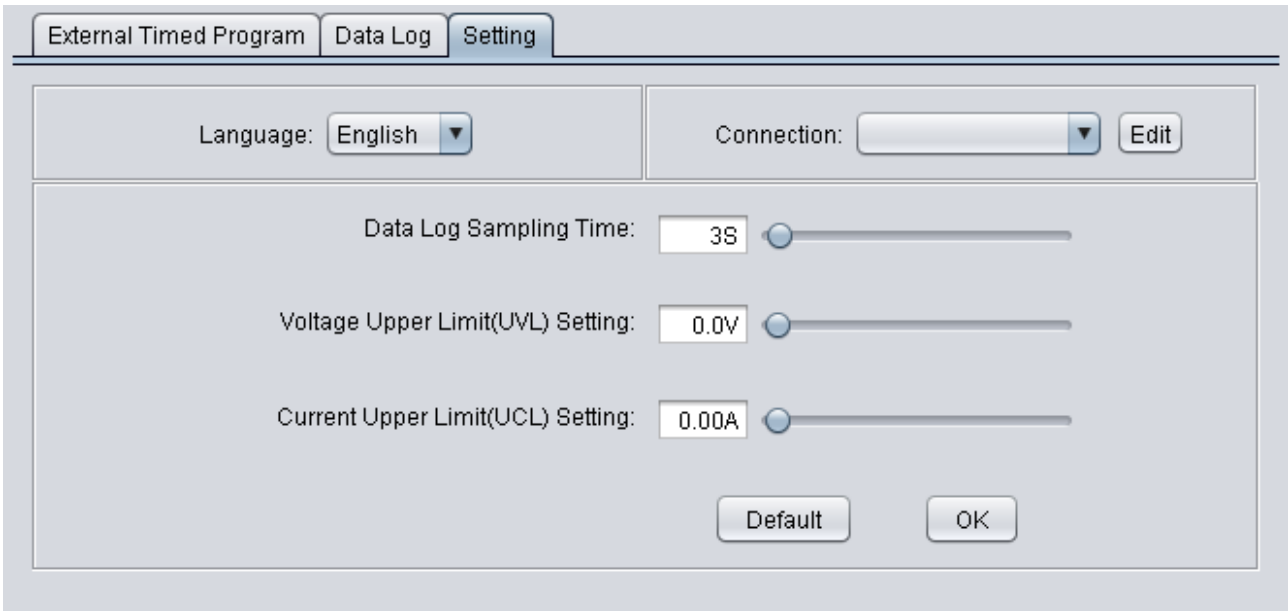 External Timed Program Data Log Setting
Language: English Connection: Edit
Data Log Sampling Time: 3S
Voltage Upper Limit(UVL) Setting: 0.0V
Current Upper Limit(UCL) Setting: 0.00A
Default OK